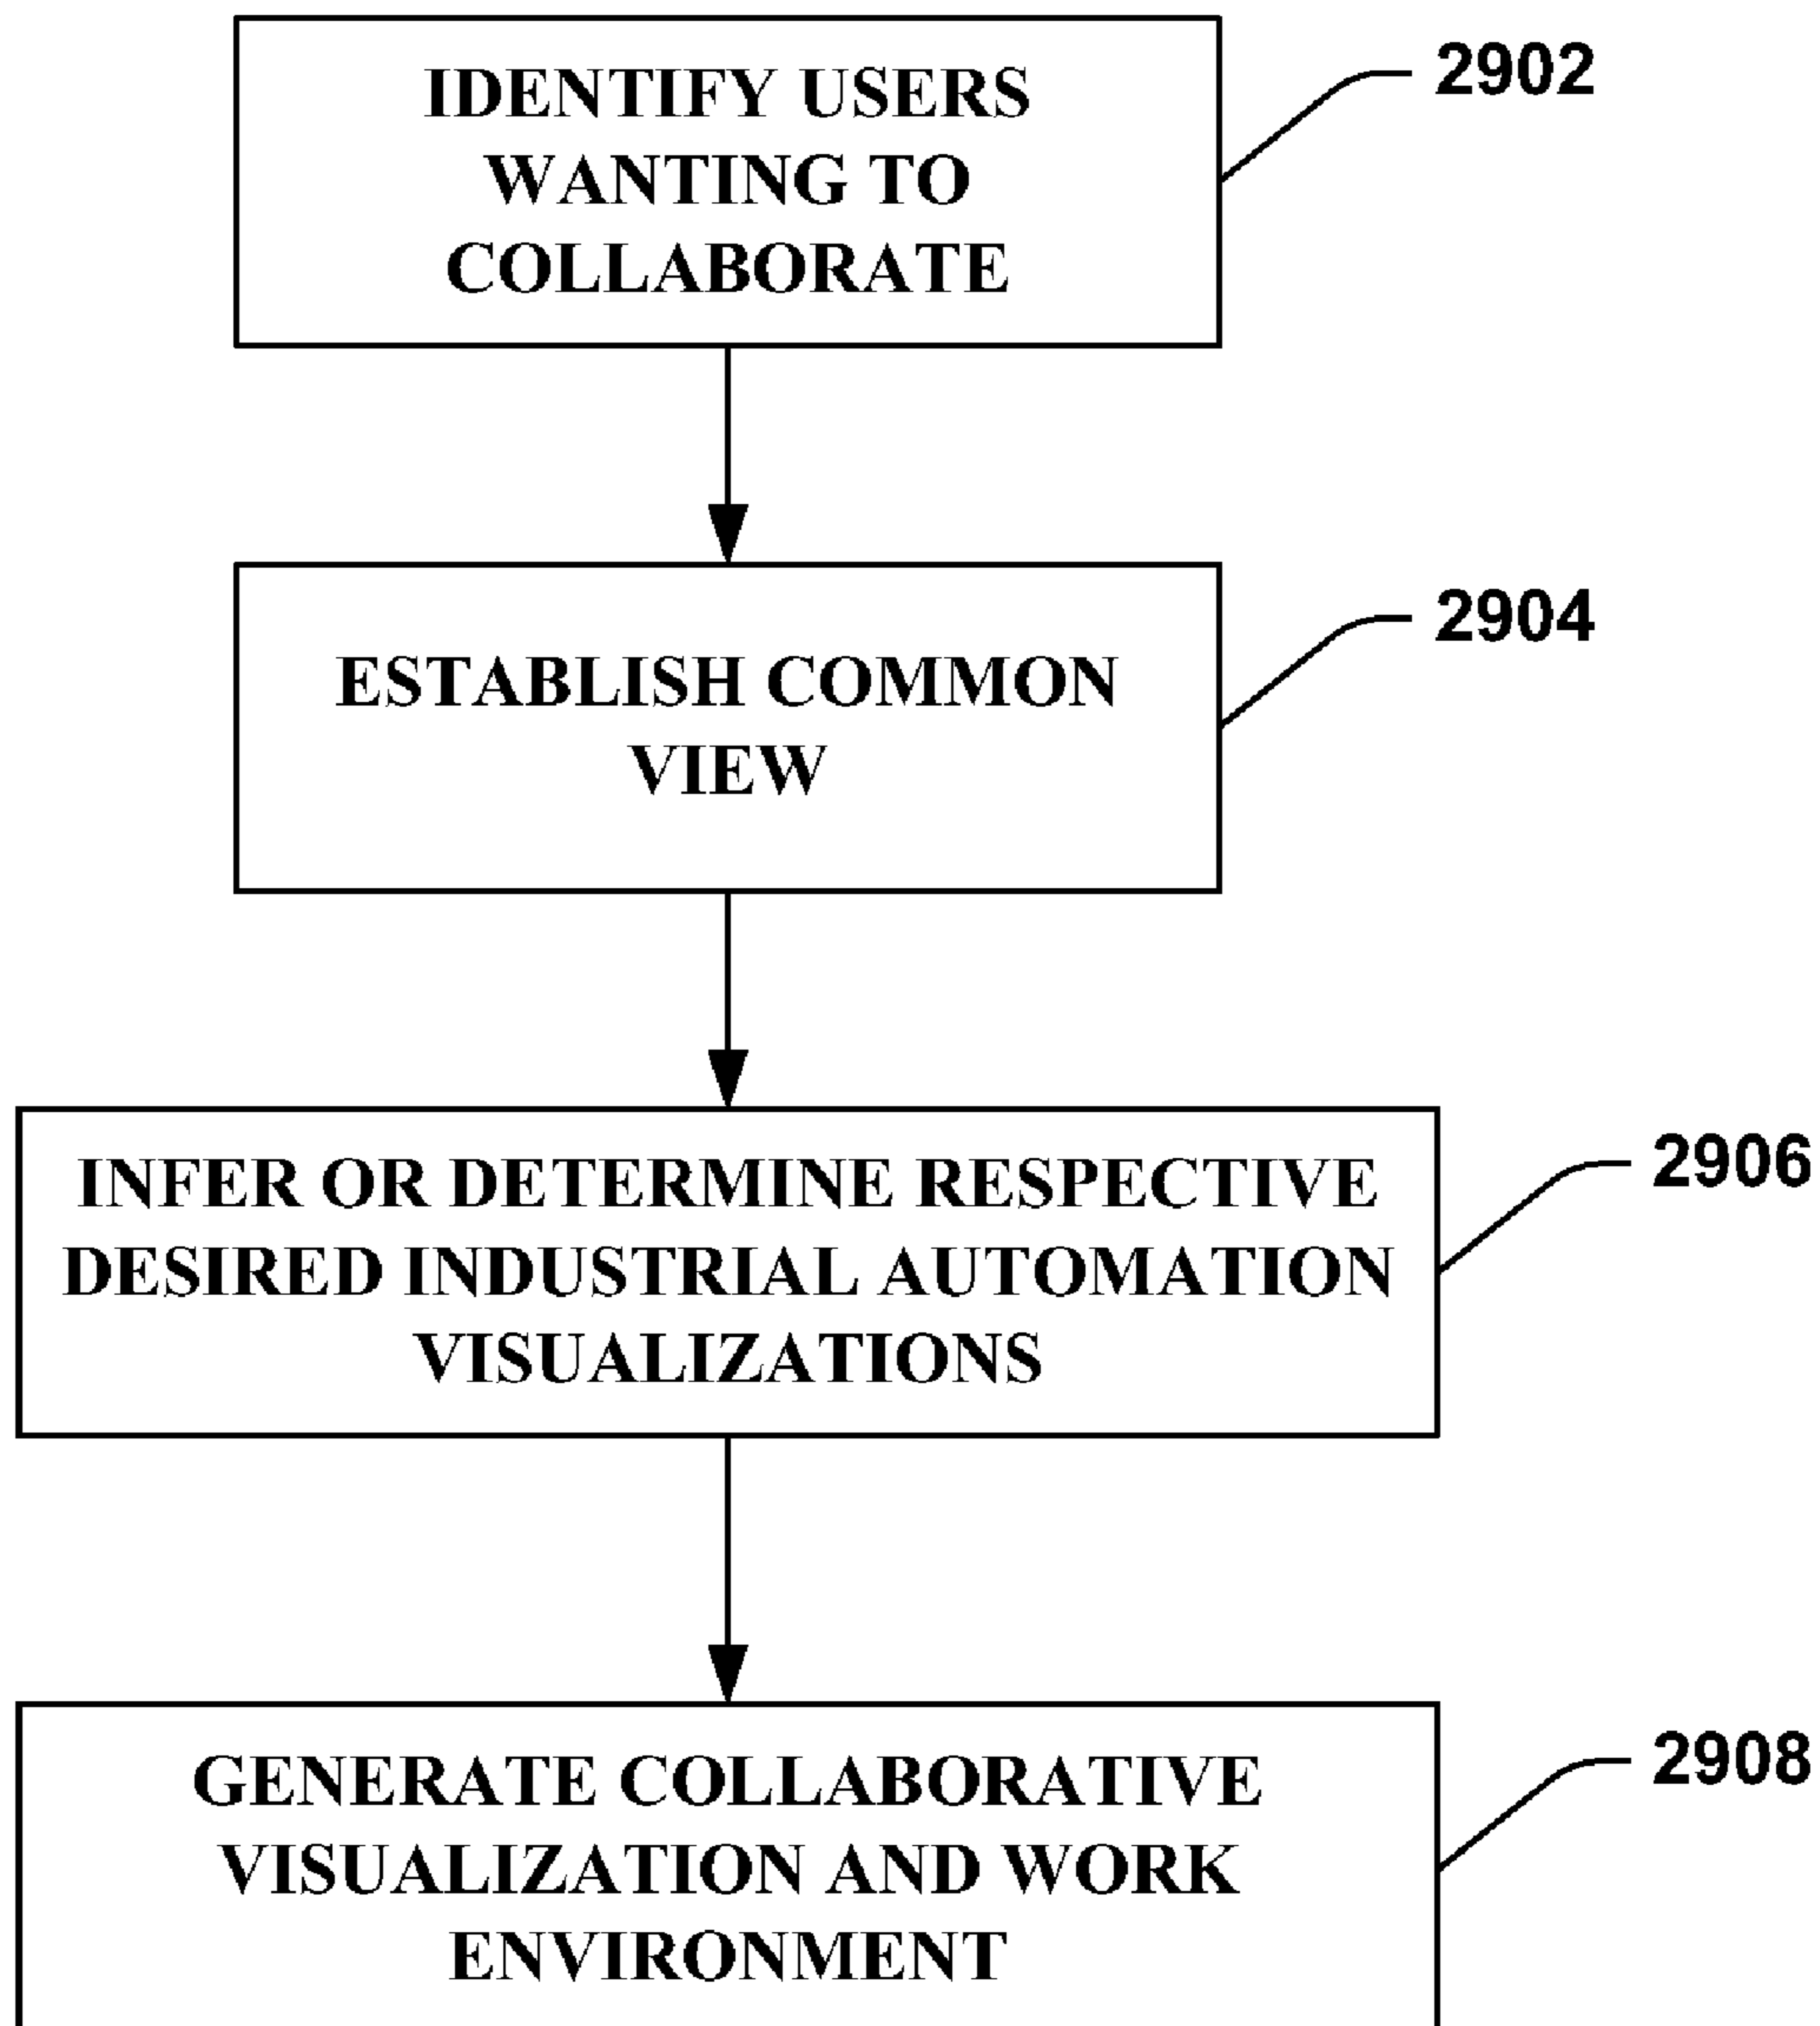 IDENTIFY USERS
WANTING TO
COLLABORATE
2902
ESTABLISH COMMON
VIEW
2904
INFER OR DETERMINE RESPECTIVE
DESIRED INDUSTRIAL AUTOMATION
VISUALIZATIONS
2906
GENERATE COLLABORATIVE
VISUALIZATION AND WORK
ENVIRONMENT
2908